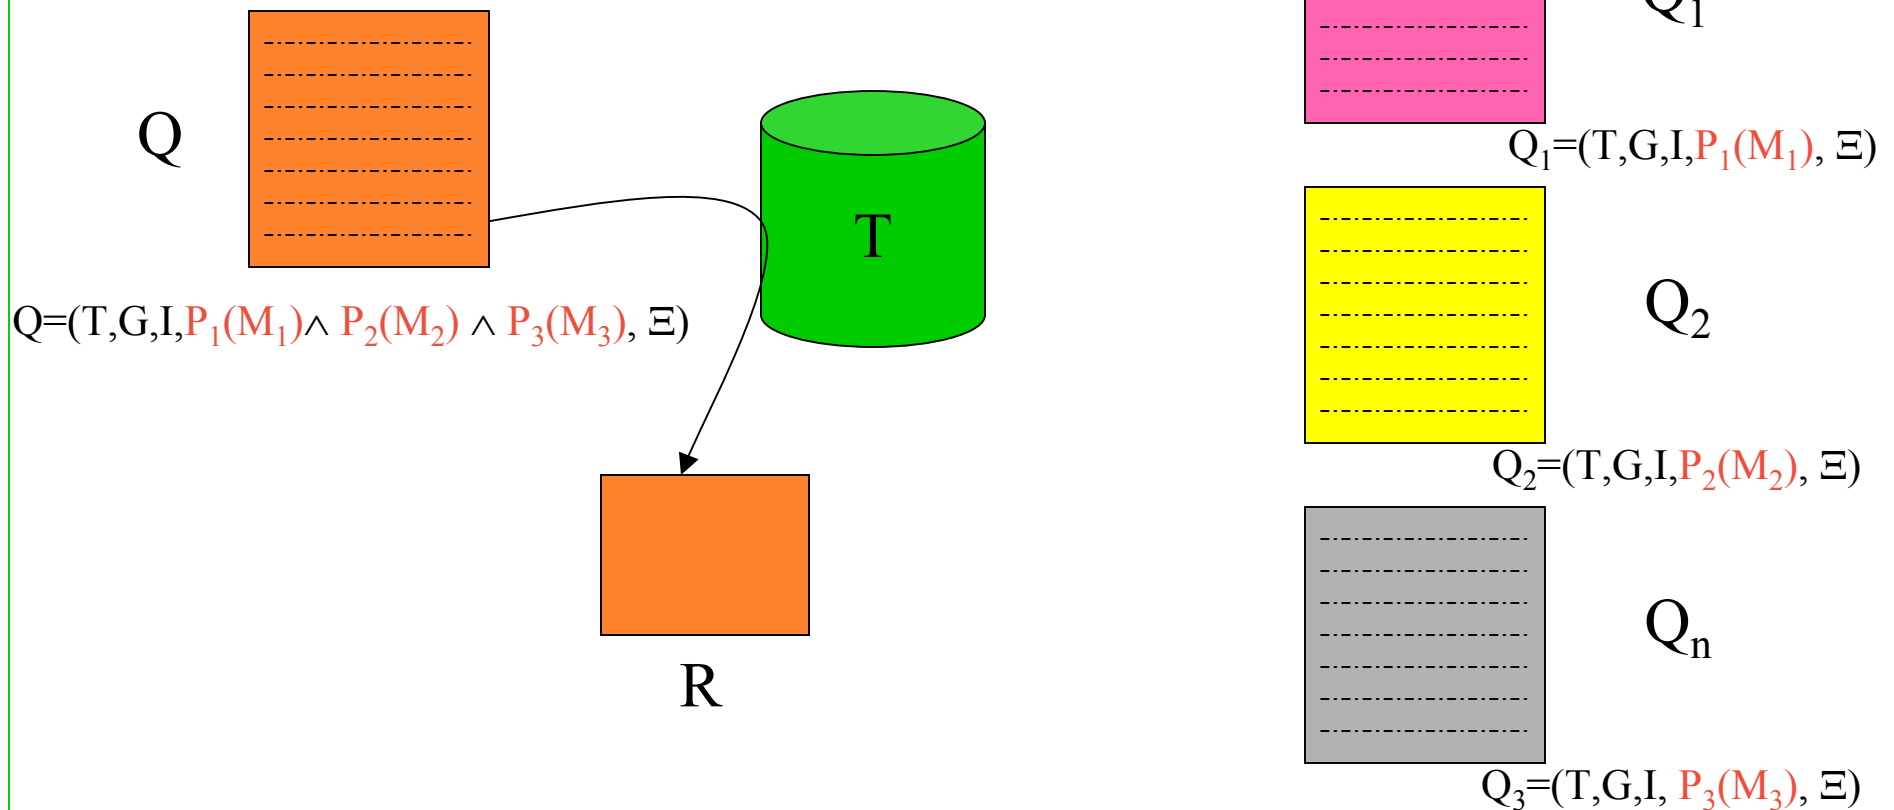 Q
T
Q=(T,G,I,P₁(M₁)∧ P₂(M₂) ∧ P₃(M₃), Ξ)
R
Q₁
Q₁=(T,G,I,P₁(M₁), Ξ)
Q₂
Q₂=(T,G,I,P₂(M₂), Ξ)
Qₙ
Q₃=(T,G,I, P₃(M₃), Ξ)